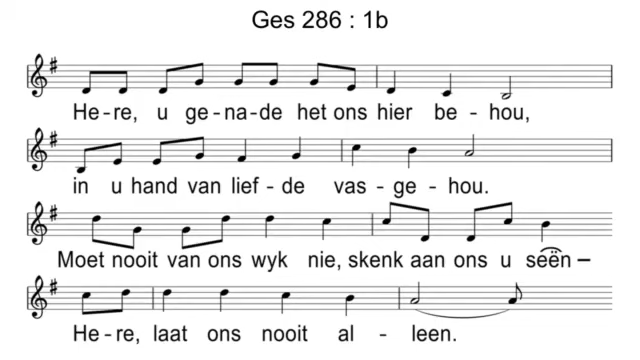 Ges 286 : 1b
He-re, u ge-na-de het ons hier be-hou,
in u hand van lief-de vas-ge-hou.
Moet nooit van ons wyk nie, skenk aan ons u seën –
He-re, laat ons nooit al-leen.